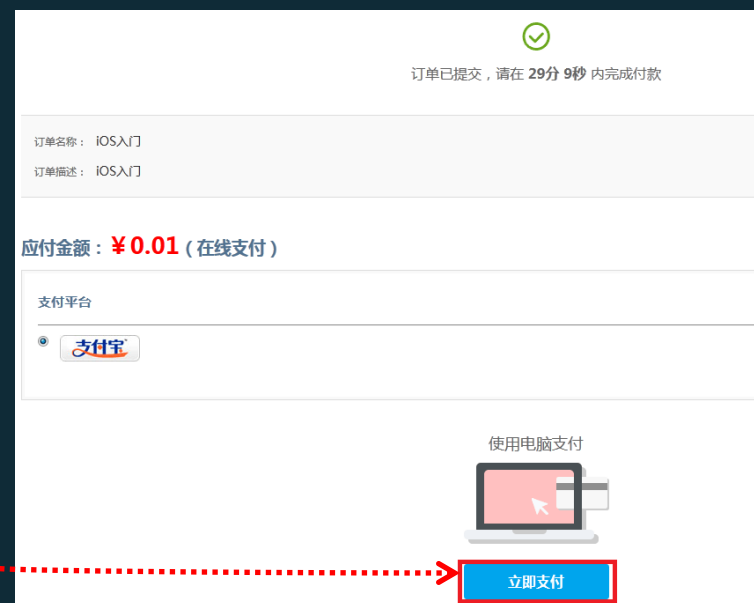 订单已提交，请在 29分 9秒 内完成付款
订单名称： iOS入门
订单描述： iOS入门
应付金额：￥0.01（在线支付）
支付平台
支付宝
使用电脑支付
立即支付